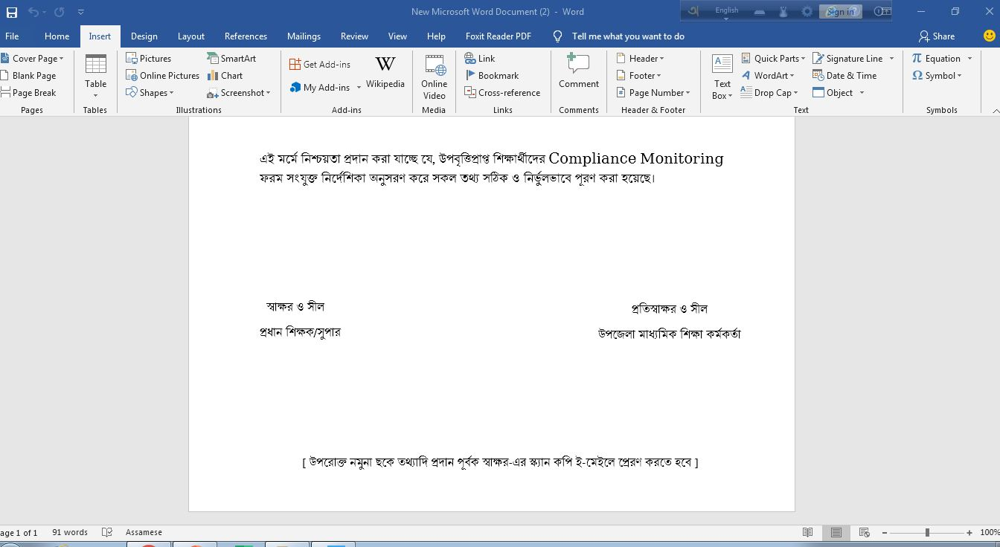 New Microsoft Word Document (2) - Word
English
Sign in
File Home Insert Design Layout References Mailings Review View Help Foxit Reader PDF Tell me what you want to do Share
Cover Page
Blank Page
Page Break
Pages
Table
Tables
Pictures
Online Pictures
Shapes
SmartArt
Chart
Screenshot
Illustrations
Get Add-ins
My Add-ins
W
Wikipedia
Add-ins
Online
Video
Media
Link
Bookmark
Cross-reference
Links
Comment
Comments
Header
Footer
Page Number
Header & Footer
Text
Box
Quick Parts
WordArt
Drop Cap
Signature Line
Date & Time
Object
Text
Equation
Symbol
Symbols
এই মর্মে নিশ্চয়তা প্রদান করা যাচ্ছে যে, উপবৃত্তিপ্রাপ্ত শিক্ষার্থীদের Compliance Monitoring
ফরম সংযুক্ত নির্দেশিকা অনুসরণ করে সকল তথ্য সঠিক ও নির্ভুলভাবে পূরণ করা হয়েছে।
স্বাক্ষর ও সীল
প্রধান শিক্ষক/সুপার
প্রতিস্বাক্ষর ও সীল
উপজেলা মাধ্যমিক শিক্ষা কর্মকর্তা
[ উপরোক্ত নমুনা ছকে তথ্যাদি প্রদান পূর্বক স্বাক্ষর-এর স্ক্যান কপি ই-মেইলে প্রেরণ করতে হবে ]
age 1 of 1 91 words Assamese 100%